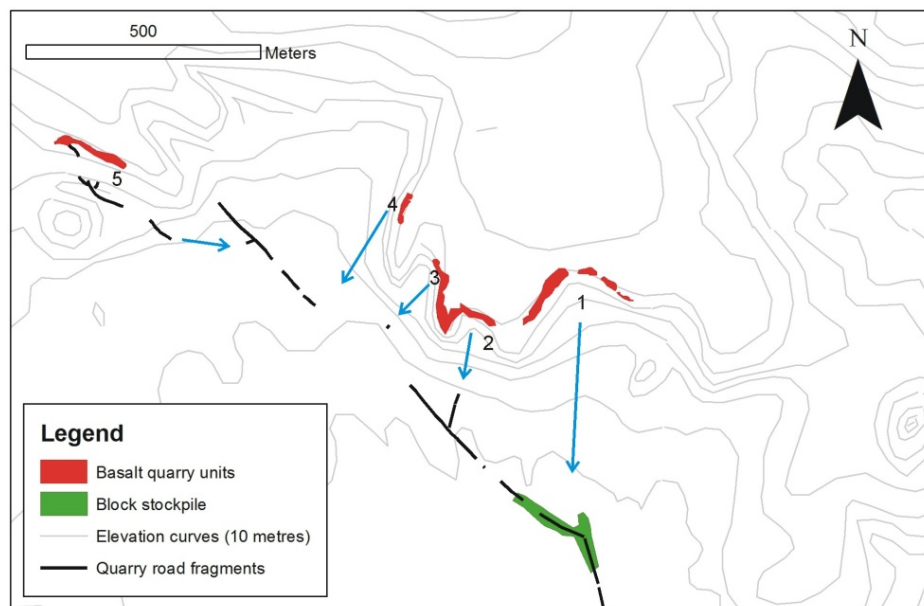 500
Meters
N
5
4
3
1
2
Legend
Basalt quarry units
Block stockpile
Elevation curves (10 metres)
Quarry road fragments